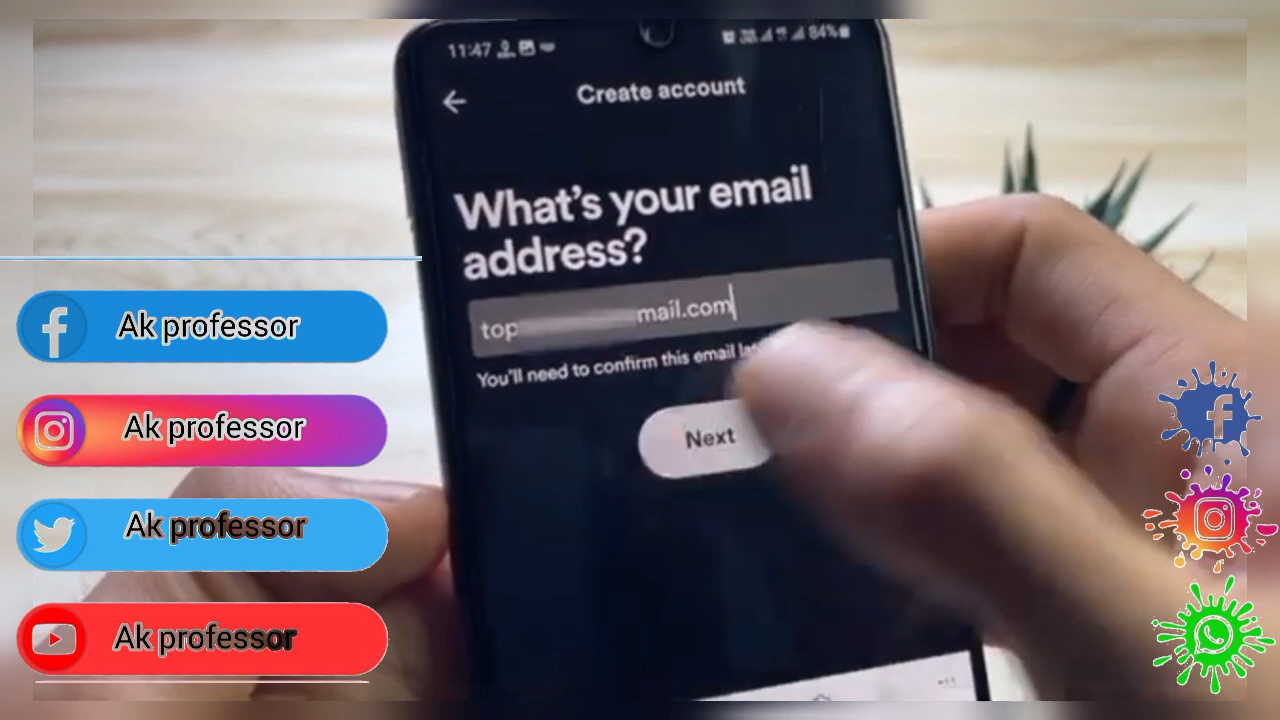 11:47
84%
Create account
What's your email
address?
top mail.com
You'll need to confirm this email
Next
Ak professor
Ak professor
Ak professor
Ak professor